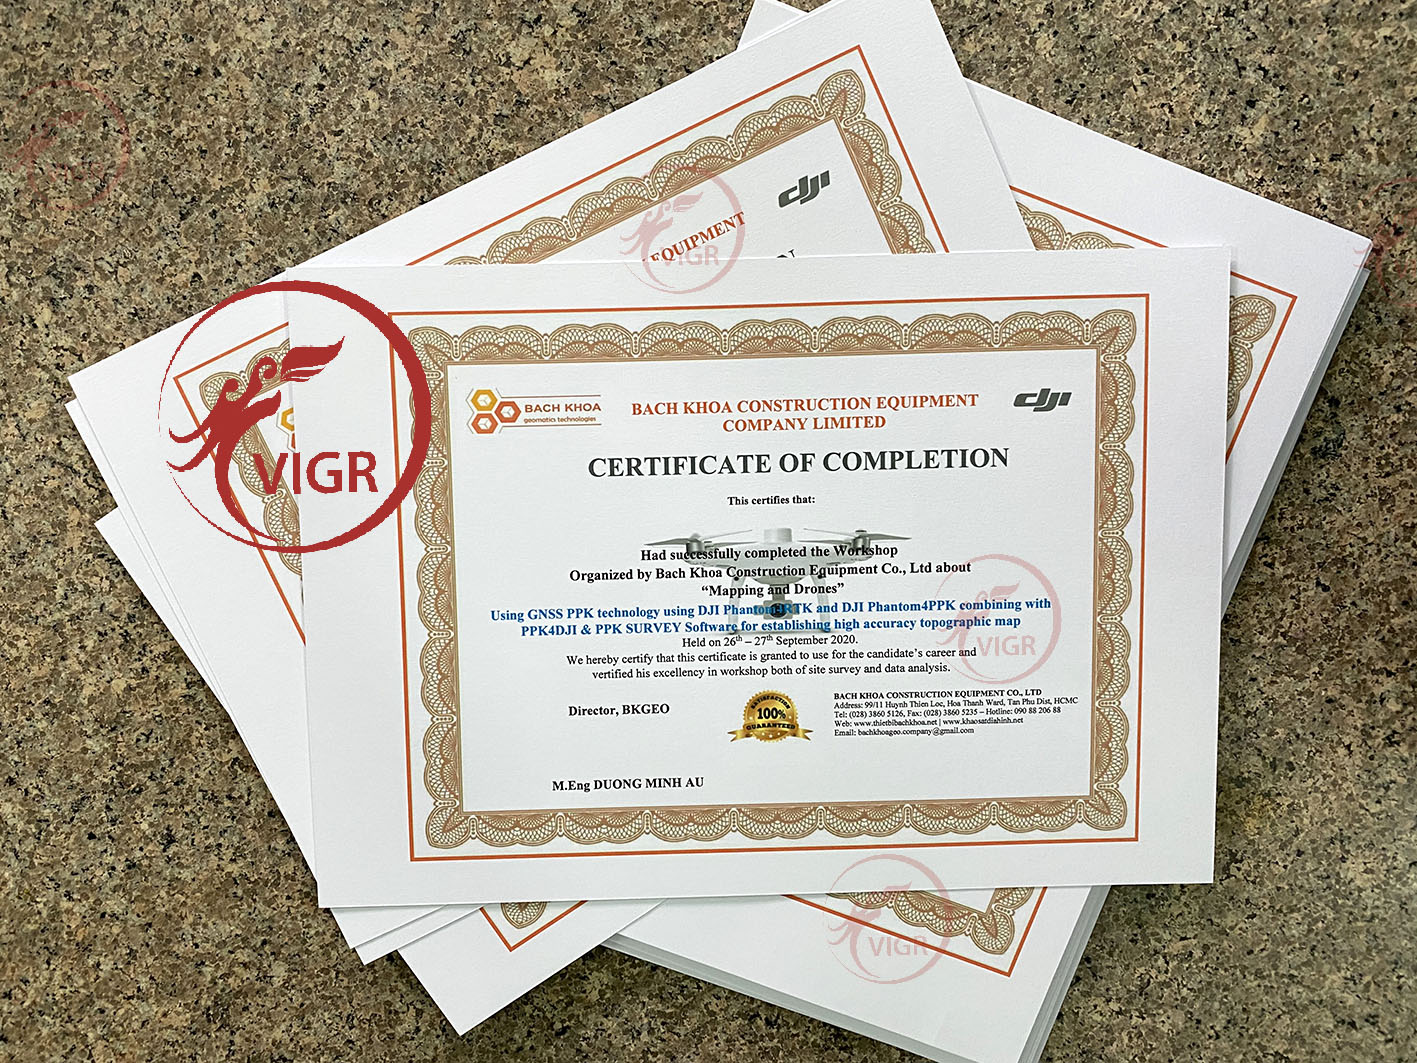 EQUIPMENT
dji
VIGR
BACH KHOA
geomatics technologies
BACH KHOA CONSTRUCTION EQUIPMENT
COMPANY LIMITED
dji
CERTIFICATE OF COMPLETION
This certifies that:
Had successfully completed the Workshop
Organized by Bach Khoa Construction Equipment Co., Ltd about
“Mapping and Drones”
Using GNSS PPK technology using DJI Phantom4RTK and DJI Phantom4PPK combining with
PPK4DJI & PPK SURVEY Software for establishing high accuracy topographic map
Held on 26th – 27th September 2020.
We hereby certify that this certificate is granted to use for the candidate’s career and
verified his excellency in workshop both of site survey and data analysis.
Director, BKGEO
SATISFACTION
100%
GUARANTEED
BACH KHOA CONSTRUCTION EQUIPMENT CO., LTD
Address: 99/11 Huynh Thien Loc, Hoa Thanh Ward, Tan Phu Dist, HCMC
Tel: (028) 3860 5126, Fax: (028) 3860 5235 – Hotline: 090 88 206 88
Web: www.thietbibachkhoa.net | www.khaosatdiahinh.net
Email: bachkhoageo.company@gmail.com
M.Eng DUONG MINH AU
VIGR
VIGR
VIGR
VIGR